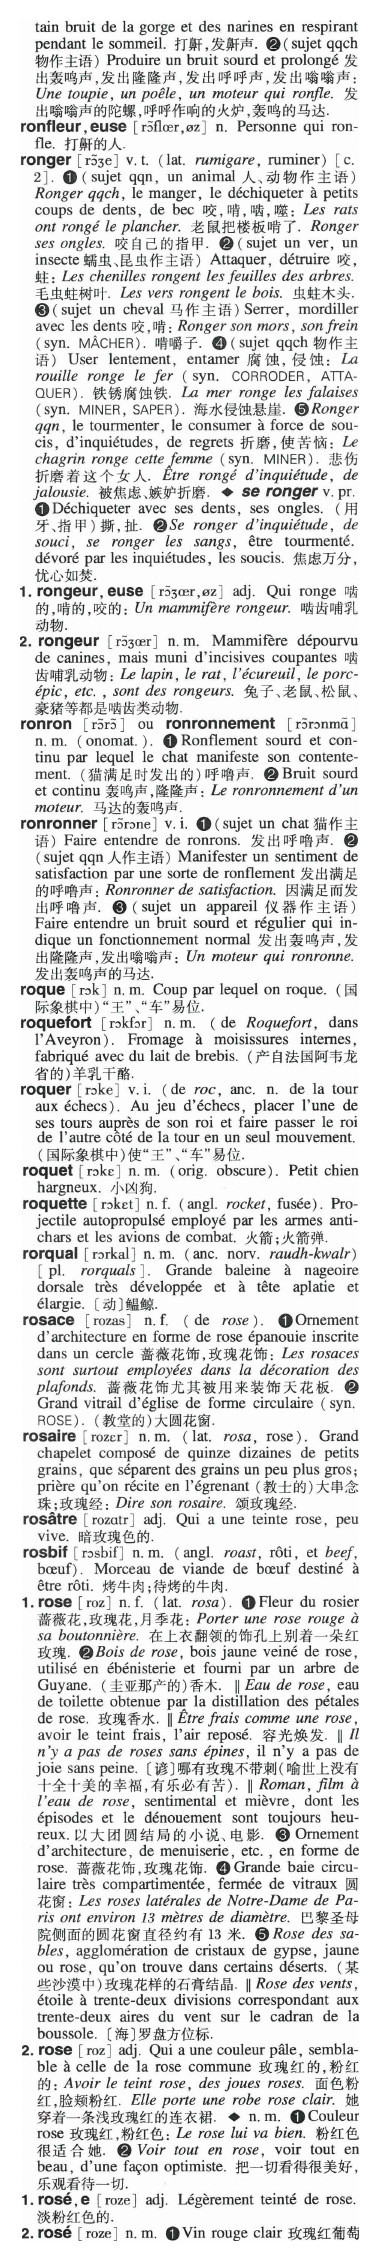 tain bruit de la gorge et des narines en respirant
pendant le sommeil. 打鼾,发鼾声. ❷(sujet qqch
物作主语) Produire un bruit sourd et prolongé 发
出轰鸣声,发出隆隆声,发出呼呼声,发出嗡嗡声:
Une toupie, un poêle, un moteur qui ronfle. 发
出嗡嗡声的陀螺,呼呼作响的火炉,轰鸣的马达.
ronfleur, euse [rɔ̃flœr,øz] n. Personne qui ron-
fle. 打鼾的人.
ronger [rɔ̃ʒe] v. t. (lat. rumigare, ruminer) [c.
2]. ❶(sujet qqn, un animal 人、动物作主语)
Ronger qqch, le manger, le déchiqueter à petits
coups de dents, de bec 咬,啃,啮,噬: Les rats
ont rongé le plancher. 老鼠把楼板啃了. Ronger
ses ongles. 咬自己的指甲. ❷(sujet un ver, un
insecte 蠕虫、昆虫作主语) Attaquer, détruire 咬,
蛀: Les chenilles rongent les feuilles des arbres.
毛虫蛀树叶. Les vers rongent le bois. 虫蛀木头.
❸(sujet un cheval 马作主语) Serrer, mordiller
avec les dents 咬,啃: Ronger son mors, son frein
(syn. MÂCHER). 啃嚼子. ❹(sujet qqch 物作主
语) User lentement, entamer 腐蚀,侵蚀: La
rouille ronge le fer (syn. CORRODER, ATTA-
QUER). 铁锈腐蚀铁. La mer ronge les falaises
(syn. MINER, SAPER). 海水侵蚀悬崖. ❺Ronger
qqn, le tourmenter, le consumer à force de sou-
cis, d'inquiétudes, de regrets 折磨,使苦恼: Le
chagrin ronge cette femme (syn. MINER). 悲伤
折磨着这个女人. Être rongé d'inquiétude, de
jalousie. 被焦虑、嫉妒折磨. ◆ se ronger v. pr.
❶Déchiqueter avec ses dents, ses ongles. (用
牙、指甲)撕,扯. ❷Se ronger d'inquiétude, de
souci, se ronger les sangs, être tourmenté.
dévoré par les inquiétudes, les soucis. 焦虑万分,
忧心如焚.
1. rongeur, euse [rɔ̃ʒœr,øz] adj. Qui ronge 啮
的,啃的,咬的: Un mammifère rongeur. 啮齿哺乳
动物.
2. rongeur [rɔ̃ʒœr] n. m. Mammifère dépourvu
de canines, mais muni d'incisives coupantes 啮
齿哺乳动物: Le lapin, le rat, l'écureuil, le porc-
épic, etc., sont des rongeurs. 兔子、老鼠、松鼠、
豪猪等都是啮齿类动物.
ronron [rɔ̃rɔ̃] ou ronronnement [rɔ̃rɔnmɑ̃]
n. m. (onomat.). ❶Ronflement sourd et con-
tinu par lequel le chat manifeste son contente-
ment. (猫满足时发出的)呼噜声. ❷Bruit sourd
et continu 轰鸣声,隆隆声: Le ronronnement d'un
moteur. 马达的轰鸣声.
ronronner [rɔ̃rɔne] v. i. ❶(sujet un chat 猫作主
语) Faire entendre de ronrons. 发出呼噜声. ❷
(sujet qqn 人作主语) Manifester un sentiment de
satisfaction par une sorte de ronflement 发出满足
的呼噜声: Ronronner de satisfaction. 因满足而发
出呼噜声. ❸(sujet un appareil 仪器作主语)
Faire entendre un bruit sourd et régulier qui in-
dique un fonctionnement normal 发出轰鸣声,发
出隆隆声,发出嗡嗡声: Un moteur qui ronronne.
发出轰鸣声的马达.
roque [rɔk] n. m. Coup par lequel on roque. (国
际象棋中)“王”、“车”易位.
roquefort [rɔkfɔr] n. m. (de Roquefort, dans
l'Aveyron). Fromage à moisissures internes,
fabriqué avec du lait de brebis. (产自法国阿韦龙
省的)羊乳干酪.
roquer [rɔke] v. i. (de roc, anc. n. de la tour
aux échecs). Au jeu d'échecs, placer l'une de
ses tours auprès de son roi et faire passer le roi
de l'autre côté de la tour en un seul mouvement.
(国际象棋中)使“王”、“车”易位.
roquet [rɔkɛ] n. m. (orig. obscure). Petit chien
hargneux. 小凶狗.
roquette [rɔkɛt] n. f. (angl. rocket, fusée). Pro-
jectile autopropulsé employé par les armes anti-
chars et les avions de combat. 火箭;火箭弹.
rorqual [rɔrkal] n. m. (anc. norv. raudh-kwalr)
[pl. rorquals]. Grande baleine à nageoire
dorsale très développée et à tête aplatie et
élargie. [动]鳁鲸.
rosace [rozas] n. f. (de rose). ❶Ornement
d'architecture en forme de rose épanouie inscrite
dans un cercle 蔷薇花饰,玫瑰花饰: Les rosaces
sont surtout employées dans la décoration des
plafonds. 蔷薇花饰尤其被用来装饰天花板. ❷
Grand vitrail d'église de forme circulaire (syn.
ROSE). (教堂的)大圆花窗.
rosaire [rozɛr] n. m. (lat. rosa, rose). Grand
chapelet composé de quinze dizaines de petits
grains, que séparent des grains un peu plus gros;
prière qu'on récite en l'égrenant (教士的)大串念
珠;玫瑰经: Dire son rosaire. 颂玫瑰经.
rosâtre [rozɑtr] adj. Qui a une teinte rose, peu
vive. 暗玫瑰色的.
rosbif [rɔsbif] n. m. (angl. roast, rôti, et beef,
bœuf). Morceau de viande de bœuf destiné à
être rôti. 烤牛肉;待烤的牛肉.
1. rose [roz] n. f. (lat. rosa). ❶Fleur du rosier
蔷薇花,玫瑰花,月季花: Porter une rose rouge à
sa boutonnière. 在上衣翻领的饰孔上别着一朵红
玫瑰. ❷Bois de rose, bois jaune veiné de rose,
utilisé en ébénisterie et fourni par un arbre de
Guyane. (圭亚那产的)香木. ‖ Eau de rose, eau
de toilette obtenue par la distillation des pétales
de rose. 玫瑰香水. ‖ Être frais comme une rose,
avoir le teint frais, l'air reposé. 容光焕发. ‖ Il
n'y a pas de roses sans épines, il n'y a pas de
joie sans peine. [谚]哪有玫瑰不带刺(喻世上没有
十全十美的幸福,有乐必有苦). ‖ Roman, film à
l'eau de rose, sentimental et mièvre, dont les
épisodes et le dénouement sont toujours heu-
reux. 以大团圆结局的小说、电影. ❸Ornement
d'architecture, de menuiserie, etc., en forme de
rose. 蔷薇花饰,玫瑰花饰. ❹Grande baie circu-
laire très compartimentée, fermée de vitraux 圆
花窗: Les roses latérales de Notre-Dame de Pa-
ris ont environ 13 mètres de diamètre. 巴黎圣母
院侧面的圆花窗直径约有 13 米. ❺Rose des sa-
bles, agglomération de cristaux de gypse, jaune
ou rose, qu'on trouve dans certains déserts. (某
些沙漠中)玫瑰花样的石膏结晶. ‖ Rose des vents,
étoile à trente-deux divisions correspondant aux
trente-deux aires du vent sur le cadran de la
boussole. [海]罗盘方位标.
2. rose [roz] adj. Qui a une couleur pâle, sembla-
ble à celle de la rose commune 玫瑰红的,粉红
的: Avoir le teint rose, des joues roses. 面色粉
红,脸颊粉红. Elle porte une robe rose clair. 她
穿着一条浅玫瑰红的连衣裙. ◆ n. m. ❶Couleur
rose 玫瑰红,粉红色: Le rose lui va bien. 粉红色
很适合她. ❷Voir tout en rose, voir tout en
beau, d'une façon optimiste. 把一切看得很美好,
乐观看待一切.
1. rosé, e [roze] adj. Légèrement teinté de rose.
淡粉红色的.
2. rosé [roze] n. m. ❶Vin rouge clair 玫瑰红葡萄